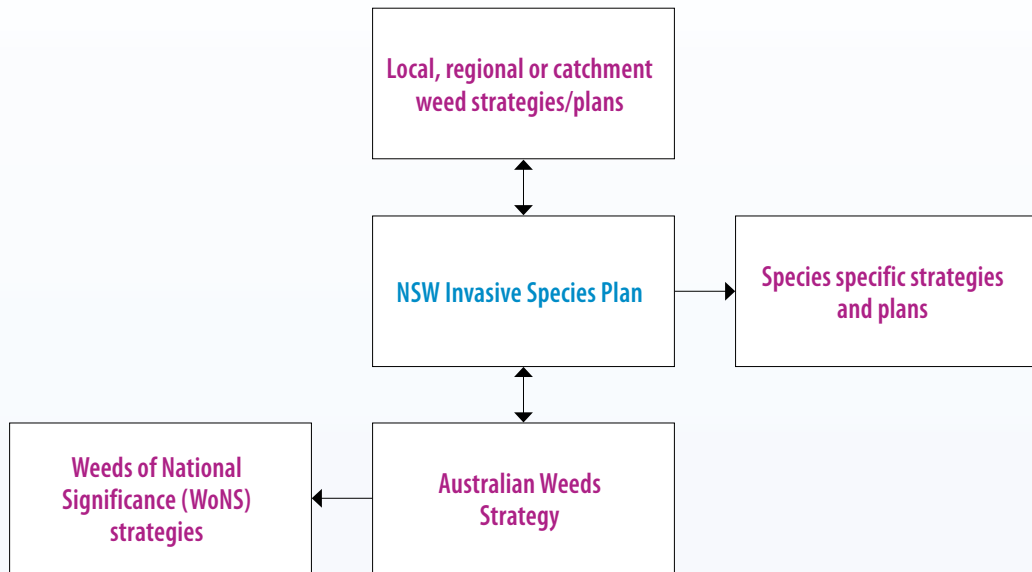 Local, regional or catchment
weed strategies/plans
NSW Invasive Species Plan
Species specific strategies
and plans
Weeds of National
Significance (WoNS)
strategies
Australian Weeds
Strategy